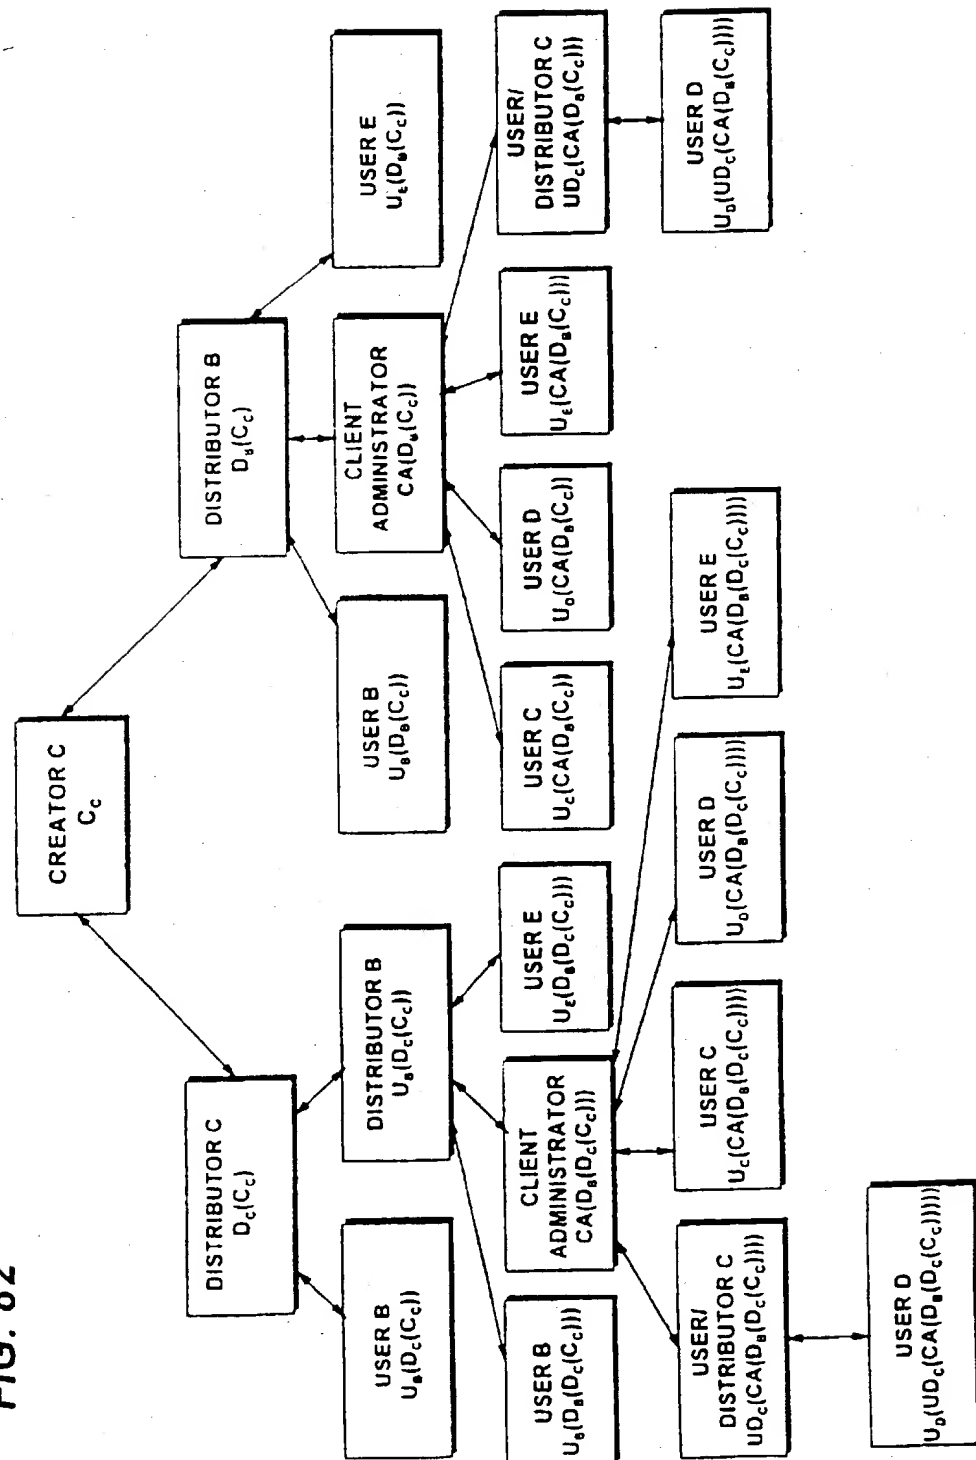 FIG. 82
CREATOR C
C_C
DISTRIBUTOR C
D_C(C_C)
DISTRIBUTOR B
D_B(C_C)
USER B
U_B(D_C(C_C))
DISTRIBUTOR B
U_B(D_C(C_C))
USER B
U_B(D_B(C_C))
CLIENT
ADMINISTRATOR
CA(D_B(C_C))
USER E
U_E(D_B(C_C))
USER B
U_B(D_B(D_C(C_C)))
CLIENT
ADMINISTRATOR
CA(D_B(D_C(C_C)))
USER E
U_E(D_B(D_C(C_C)))
USER C
U_C(CA(D_B(C_C)))
USER D
U_D(CA(D_B(C_C)))
USER E
U_E(CA(D_B(C_C)))
USER/
DISTRIBUTOR C
UD_C(CA(D_B(C_C)))
USER/
DISTRIBUTOR C
UD_C(CA(D_B(D_C(C_C))))
USER C
U_C(CA(D_B(D_C(C_C))))
USER D
U_D(CA(D_B(D_C(C_C))))
USER E
U_E(CA(D_B(D_C(C_C))))
USER D
U_D(UD_C(CA(D_B(C_C))))
USER D
U_D(UD_C(CA(D_B(D_C(C_C)))))